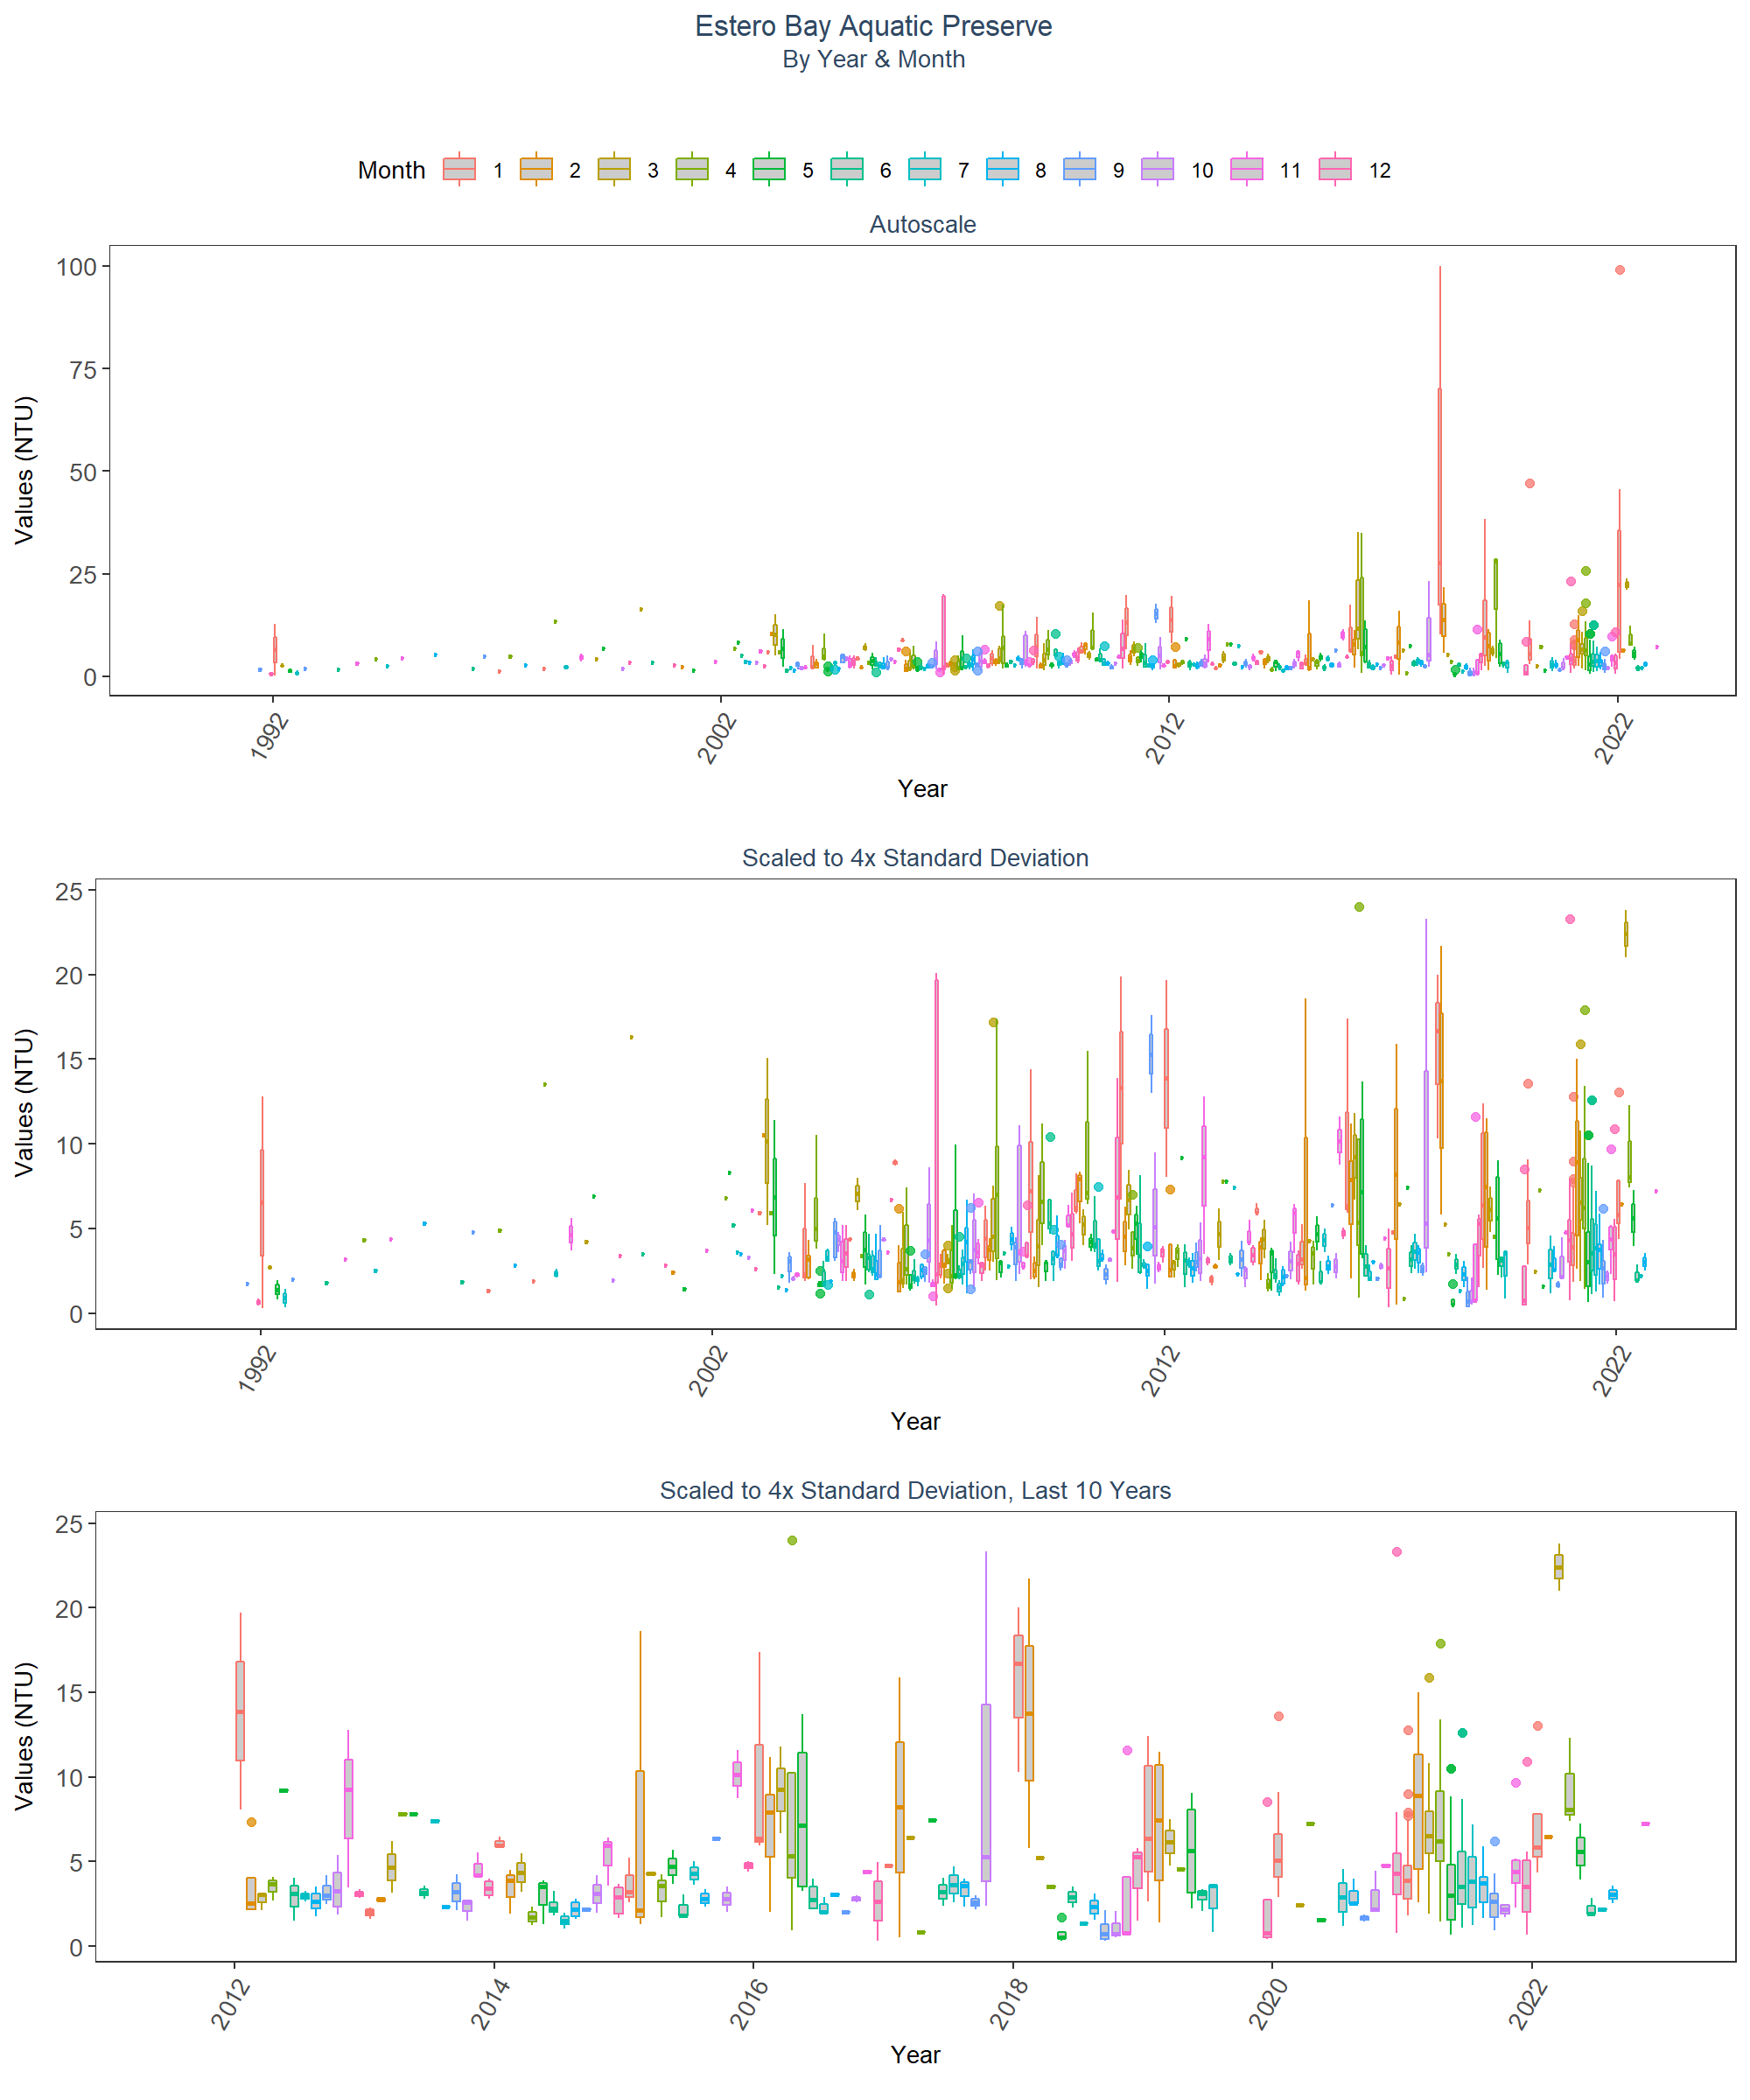 Estero Bay Aquatic Preserve
By Year & Month
Month 1 2 3 4 5 6 7 8 9 10 11 12
Autoscale
Values (NTU)
100
75
50
25
0
1992 2002 2012 2022
Year
Scaled to 4x Standard Deviation
Values (NTU)
25
20
15
10
5
0
1992 2002 2012 2022
Year
Scaled to 4x Standard Deviation, Last 10 Years
Values (NTU)
25
20
15
10
5
0
2012 2014 2016 2018 2020 2022
Year